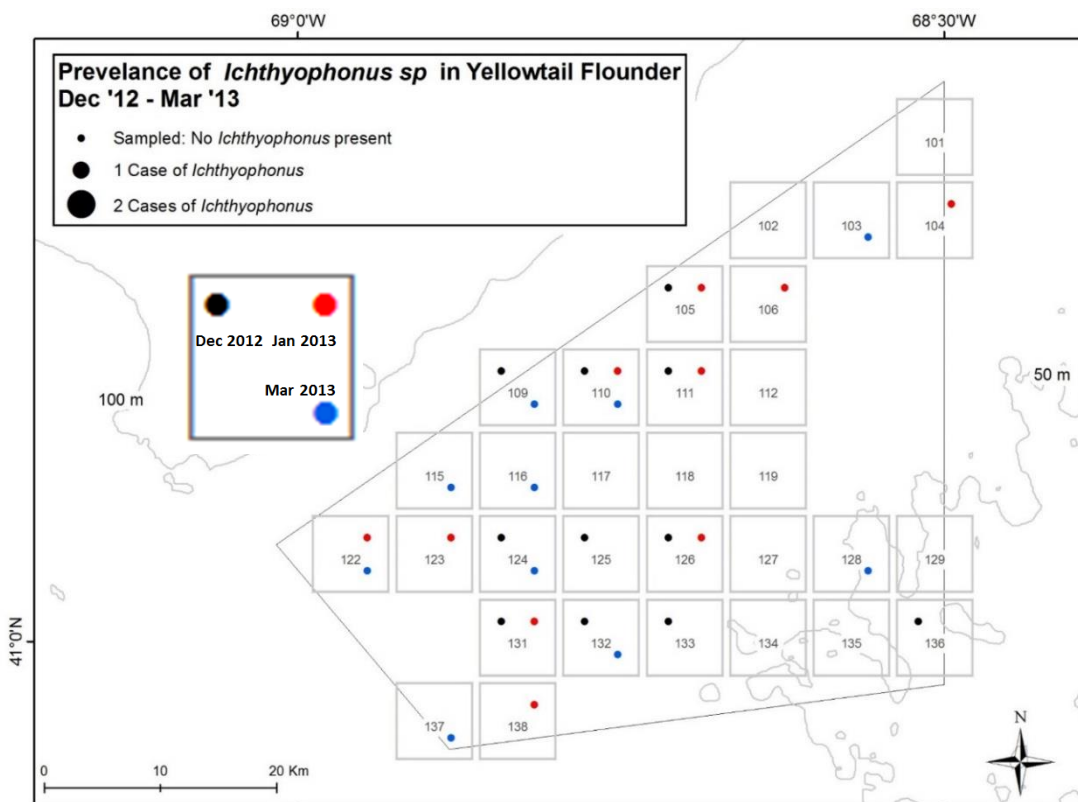 69°0'W 68°30'W
Prevelance of Ichthyophonus sp in Yellowtail Flounder
Dec '12 - Mar '13
Sampled: No Ichthyophonus present
1 Case of Ichthyophonus
2 Cases of Ichthyophonus
101
102 103 104
Dec 2012 Jan 2013
Mar 2013
105 106
100 m
50 m
109 110 111 112
115 116 117 118 119
122 123 124 125 126 127 128 129
41°0'N
131 132 133 134 135 136
137 138
N
0 10 20 Km